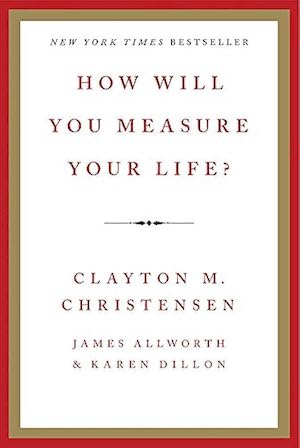 NEW YORK TIMES BESTSELLER
HOW WILL
YOU MEASURE
YOUR LIFE?
CLAYTON M.
CHRISTENSEN
JAMES ALLWORTH
& KAREN DILLON